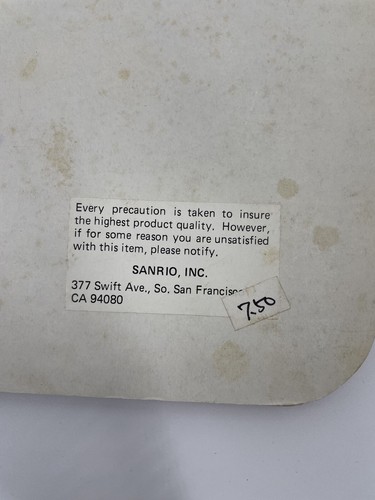 Every precaution is taken to insure
the highest product quality. However,
if for some reason you are unsatisfied
with this item, please notify.
SANRIO, INC.
377 Swift Ave., So. San Francisc
CA 94080
7.50